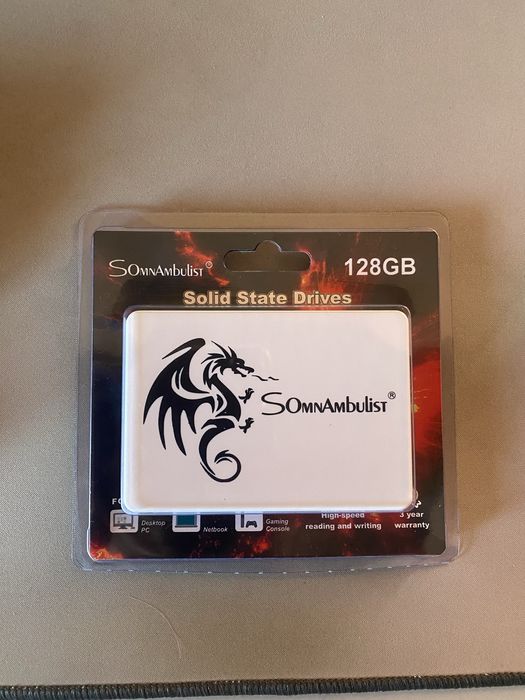 SOmnAmbulist®
128GB
Solid State Drives
SOmnAmbulist®
Desktop
PC
Netbook
Gaming
Console
High-speed
reading and writing
3 year
warranty